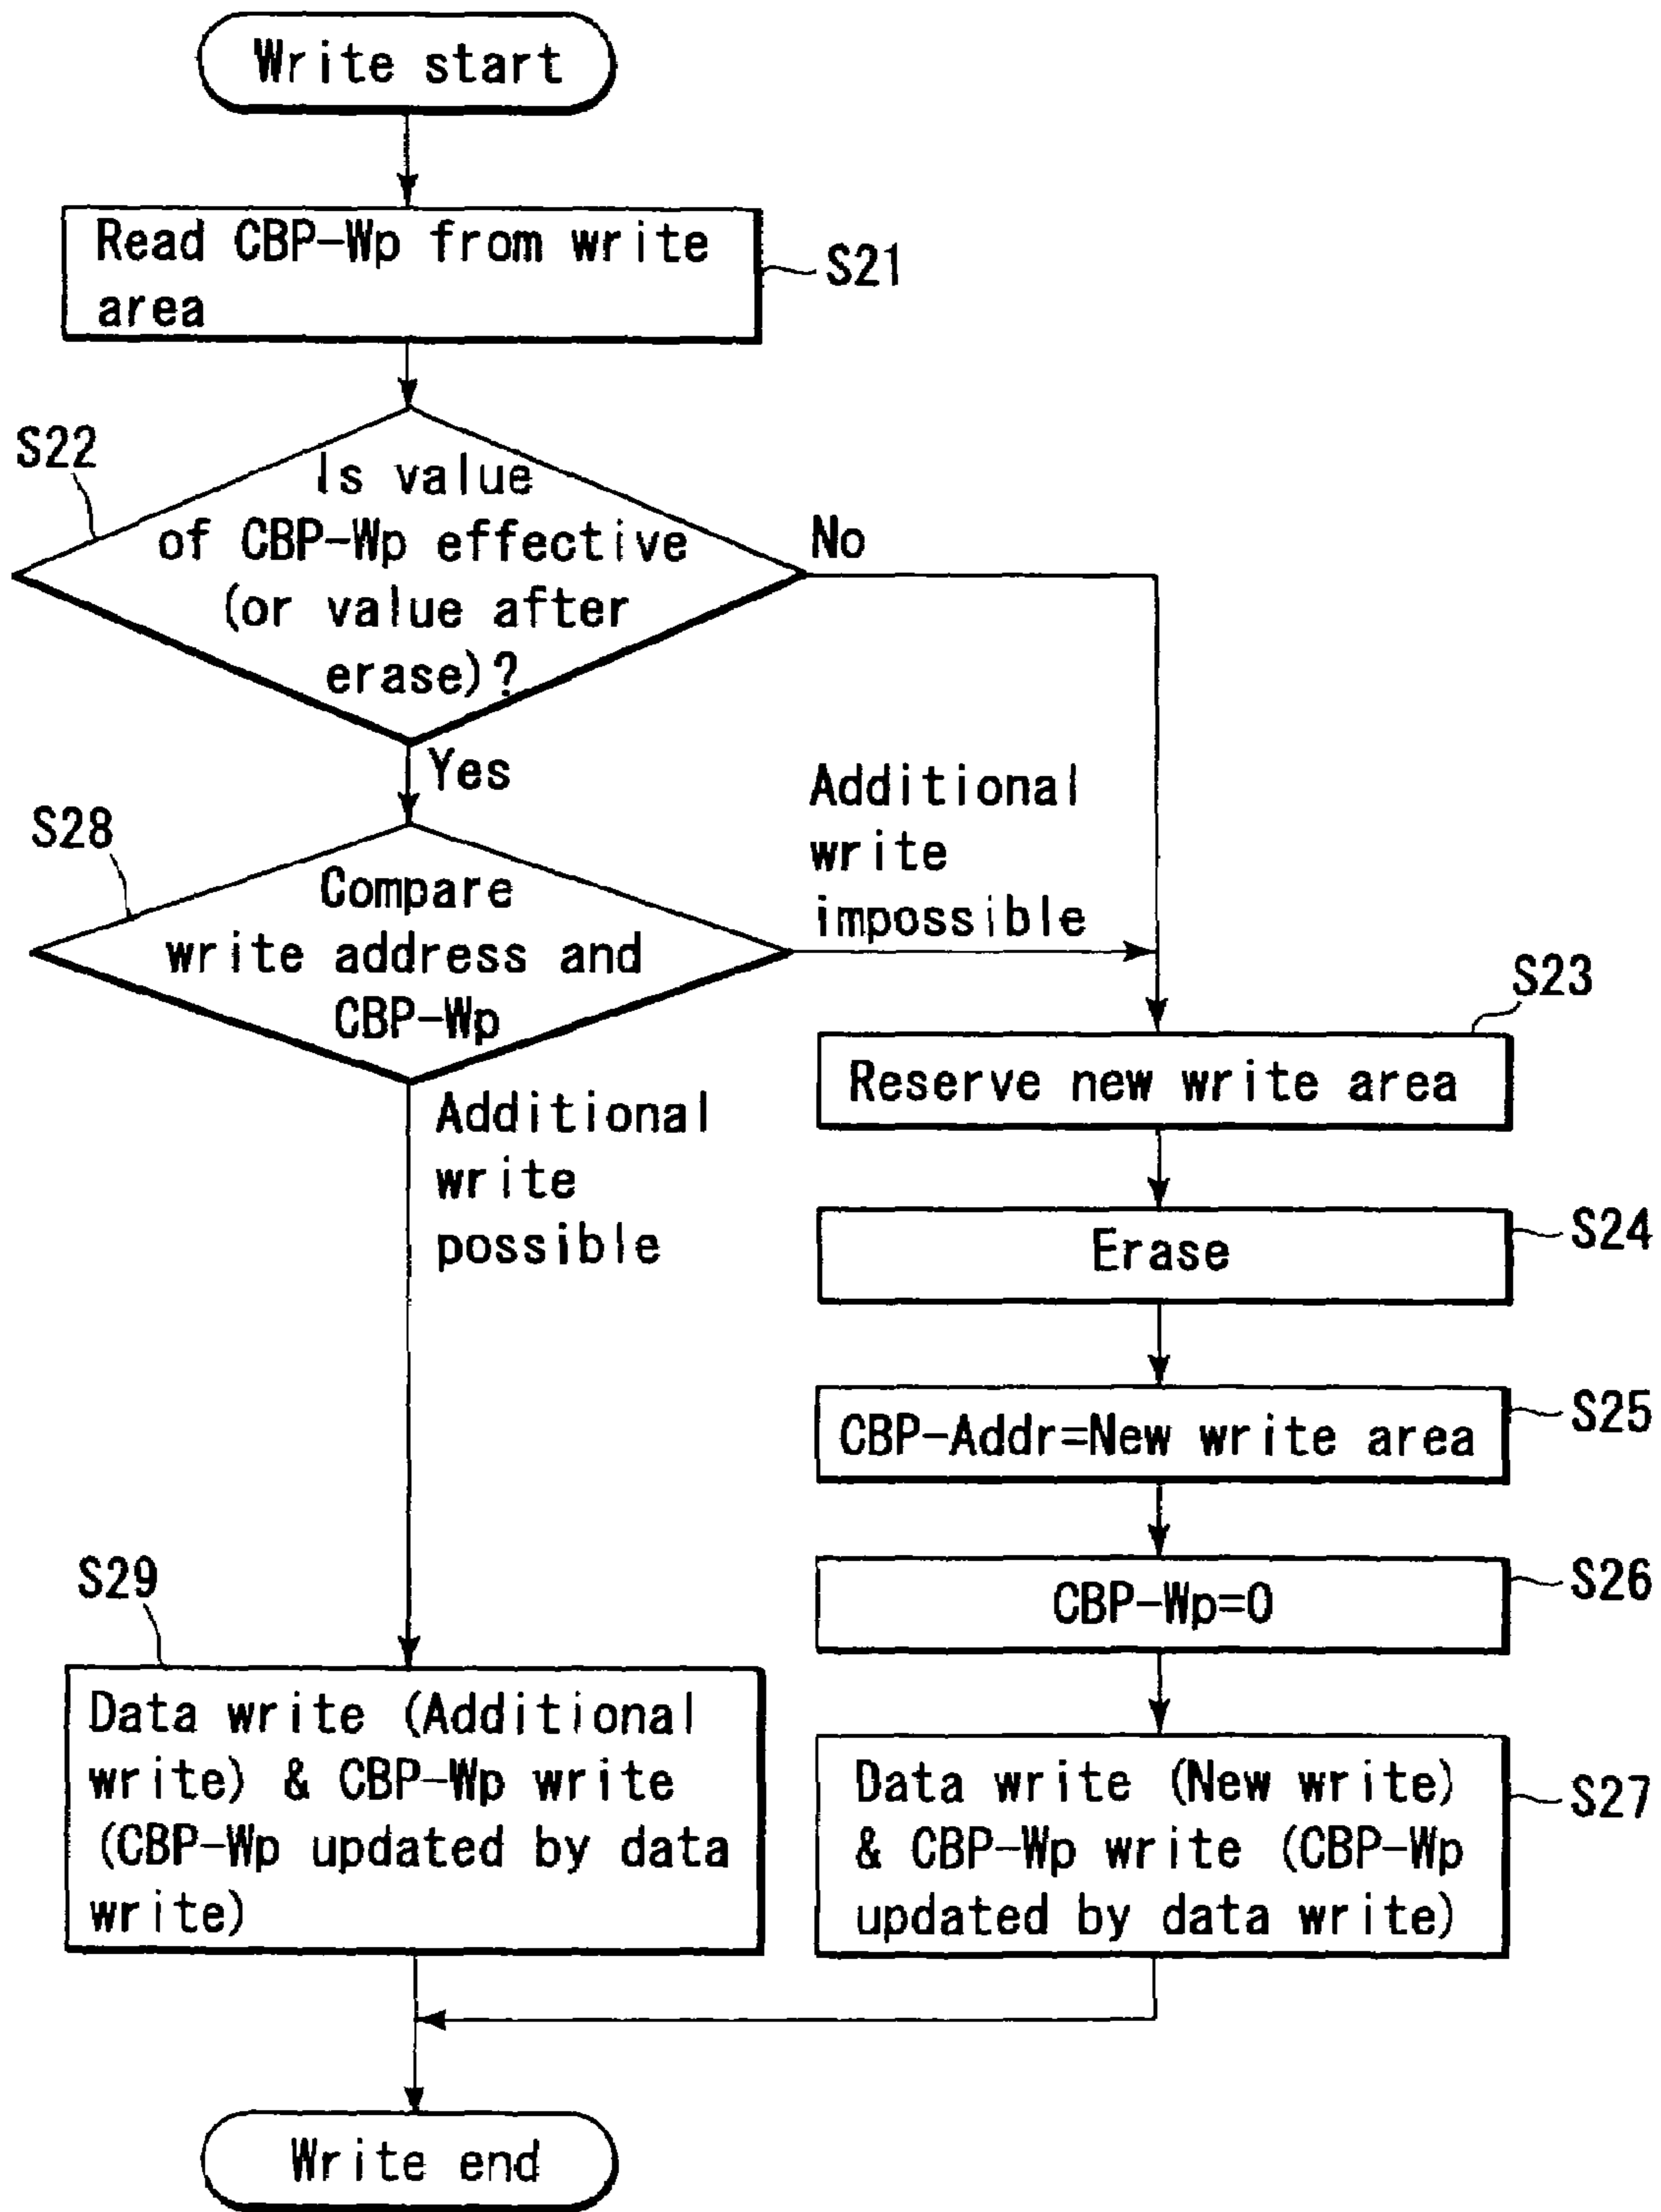 Write start
Read CBP-Wp from write
area
S21
S22
Is value
of CBP-Wp effective
(or value after
erase)?
No
Yes
S28
Compare
write address and
CBP-Wp
Additional
write
impossible
Additional
write
possible
S23
Reserve new write area
Erase
S24
CBP-Addr=New write area
S25
CBP-Wp=0
S26
S29
Data write (Additional
write) & CBP-Wp write
(CBP-Wp updated by data
write)
Data write (New write)
& CBP-Wp write (CBP-Wp
updated by data write)
S27
Write end